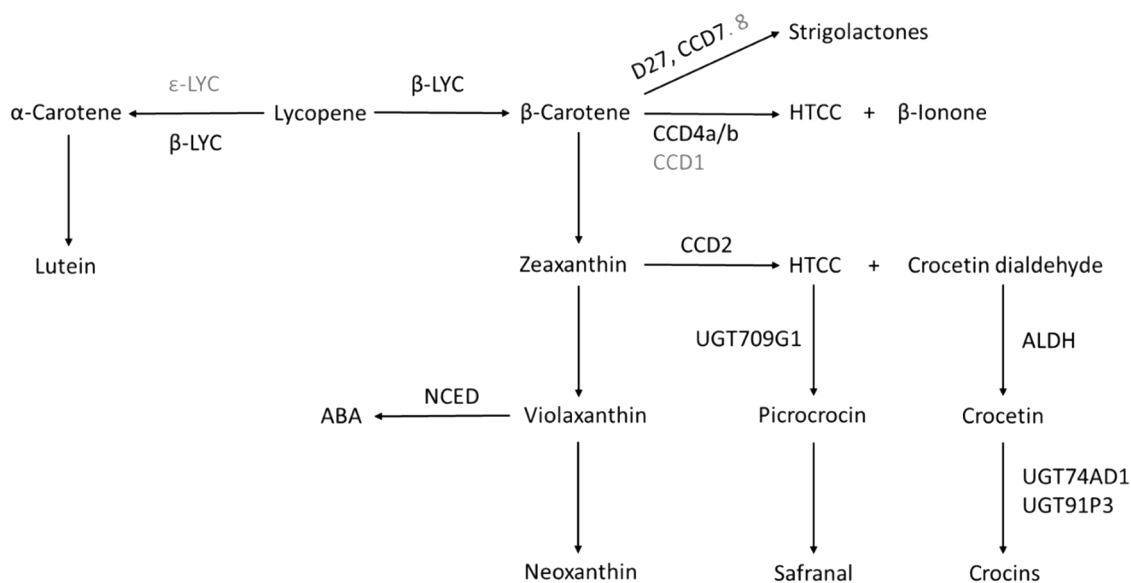 D27, CCD7. 8
Strigolactones
ε-LYC
β-LYC
α-Carotene
Lycopene
β-Carotene
HTCC + β-Ionone
β-LYC
CCD4a/b
CCD1
CCD2
Lutein
Zeaxanthin
HTCC + Crocetin dialdehyde
UGT709G1
ALDH
NCED
ABA
Violaxanthin
Picrocrocin
Crocetin
UGT74AD1
UGT91P3
Neoxanthin
Safranal
Crocins